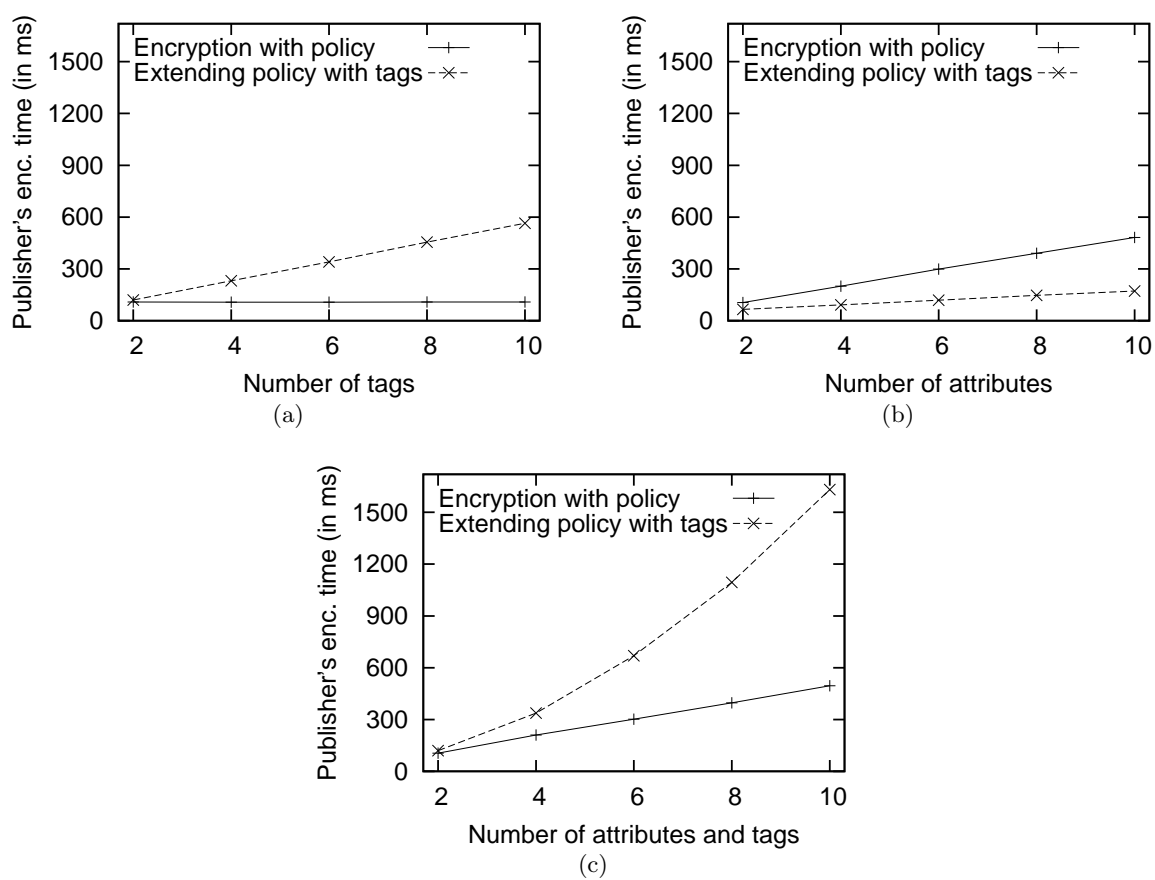 Publisher's enc. time (in ms)
1500
1200
900
600
300
0
Encryption with policy
Extending policy with tags
2 4 6 8 10
Number of tags
(a)
Publisher's enc. time (in ms)
1500
1200
900
600
300
0
Encryption with policy
Extending policy with tags
2 4 6 8 10
Number of attributes
(b)
Publisher's enc. time (in ms)
1500
1200
900
600
300
0
Encryption with policy
Extending policy with tags
2 4 6 8 10
Number of attributes and tags
(c)